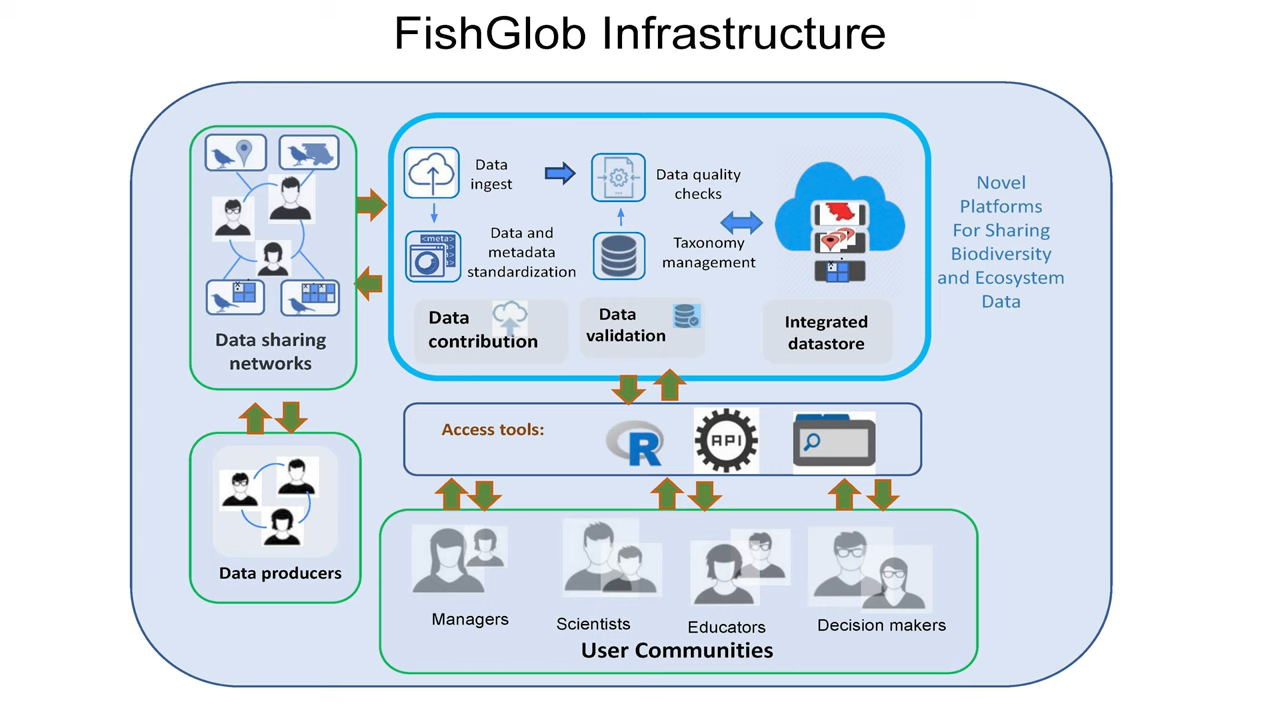 FishGlob Infrastructure
Data
ingest
Data quality
checks
Data and
metadata
standardization
<meta>
Taxonomy
management
Novel
Platforms
For Sharing
Biodiversity
and Ecosystem
Data
Data
contribution
Data
validation
Integrated
datastore
Data sharing
networks
Access tools:
R
API
Data producers
Managers
Scientists
Educators
Decision makers
User Communities